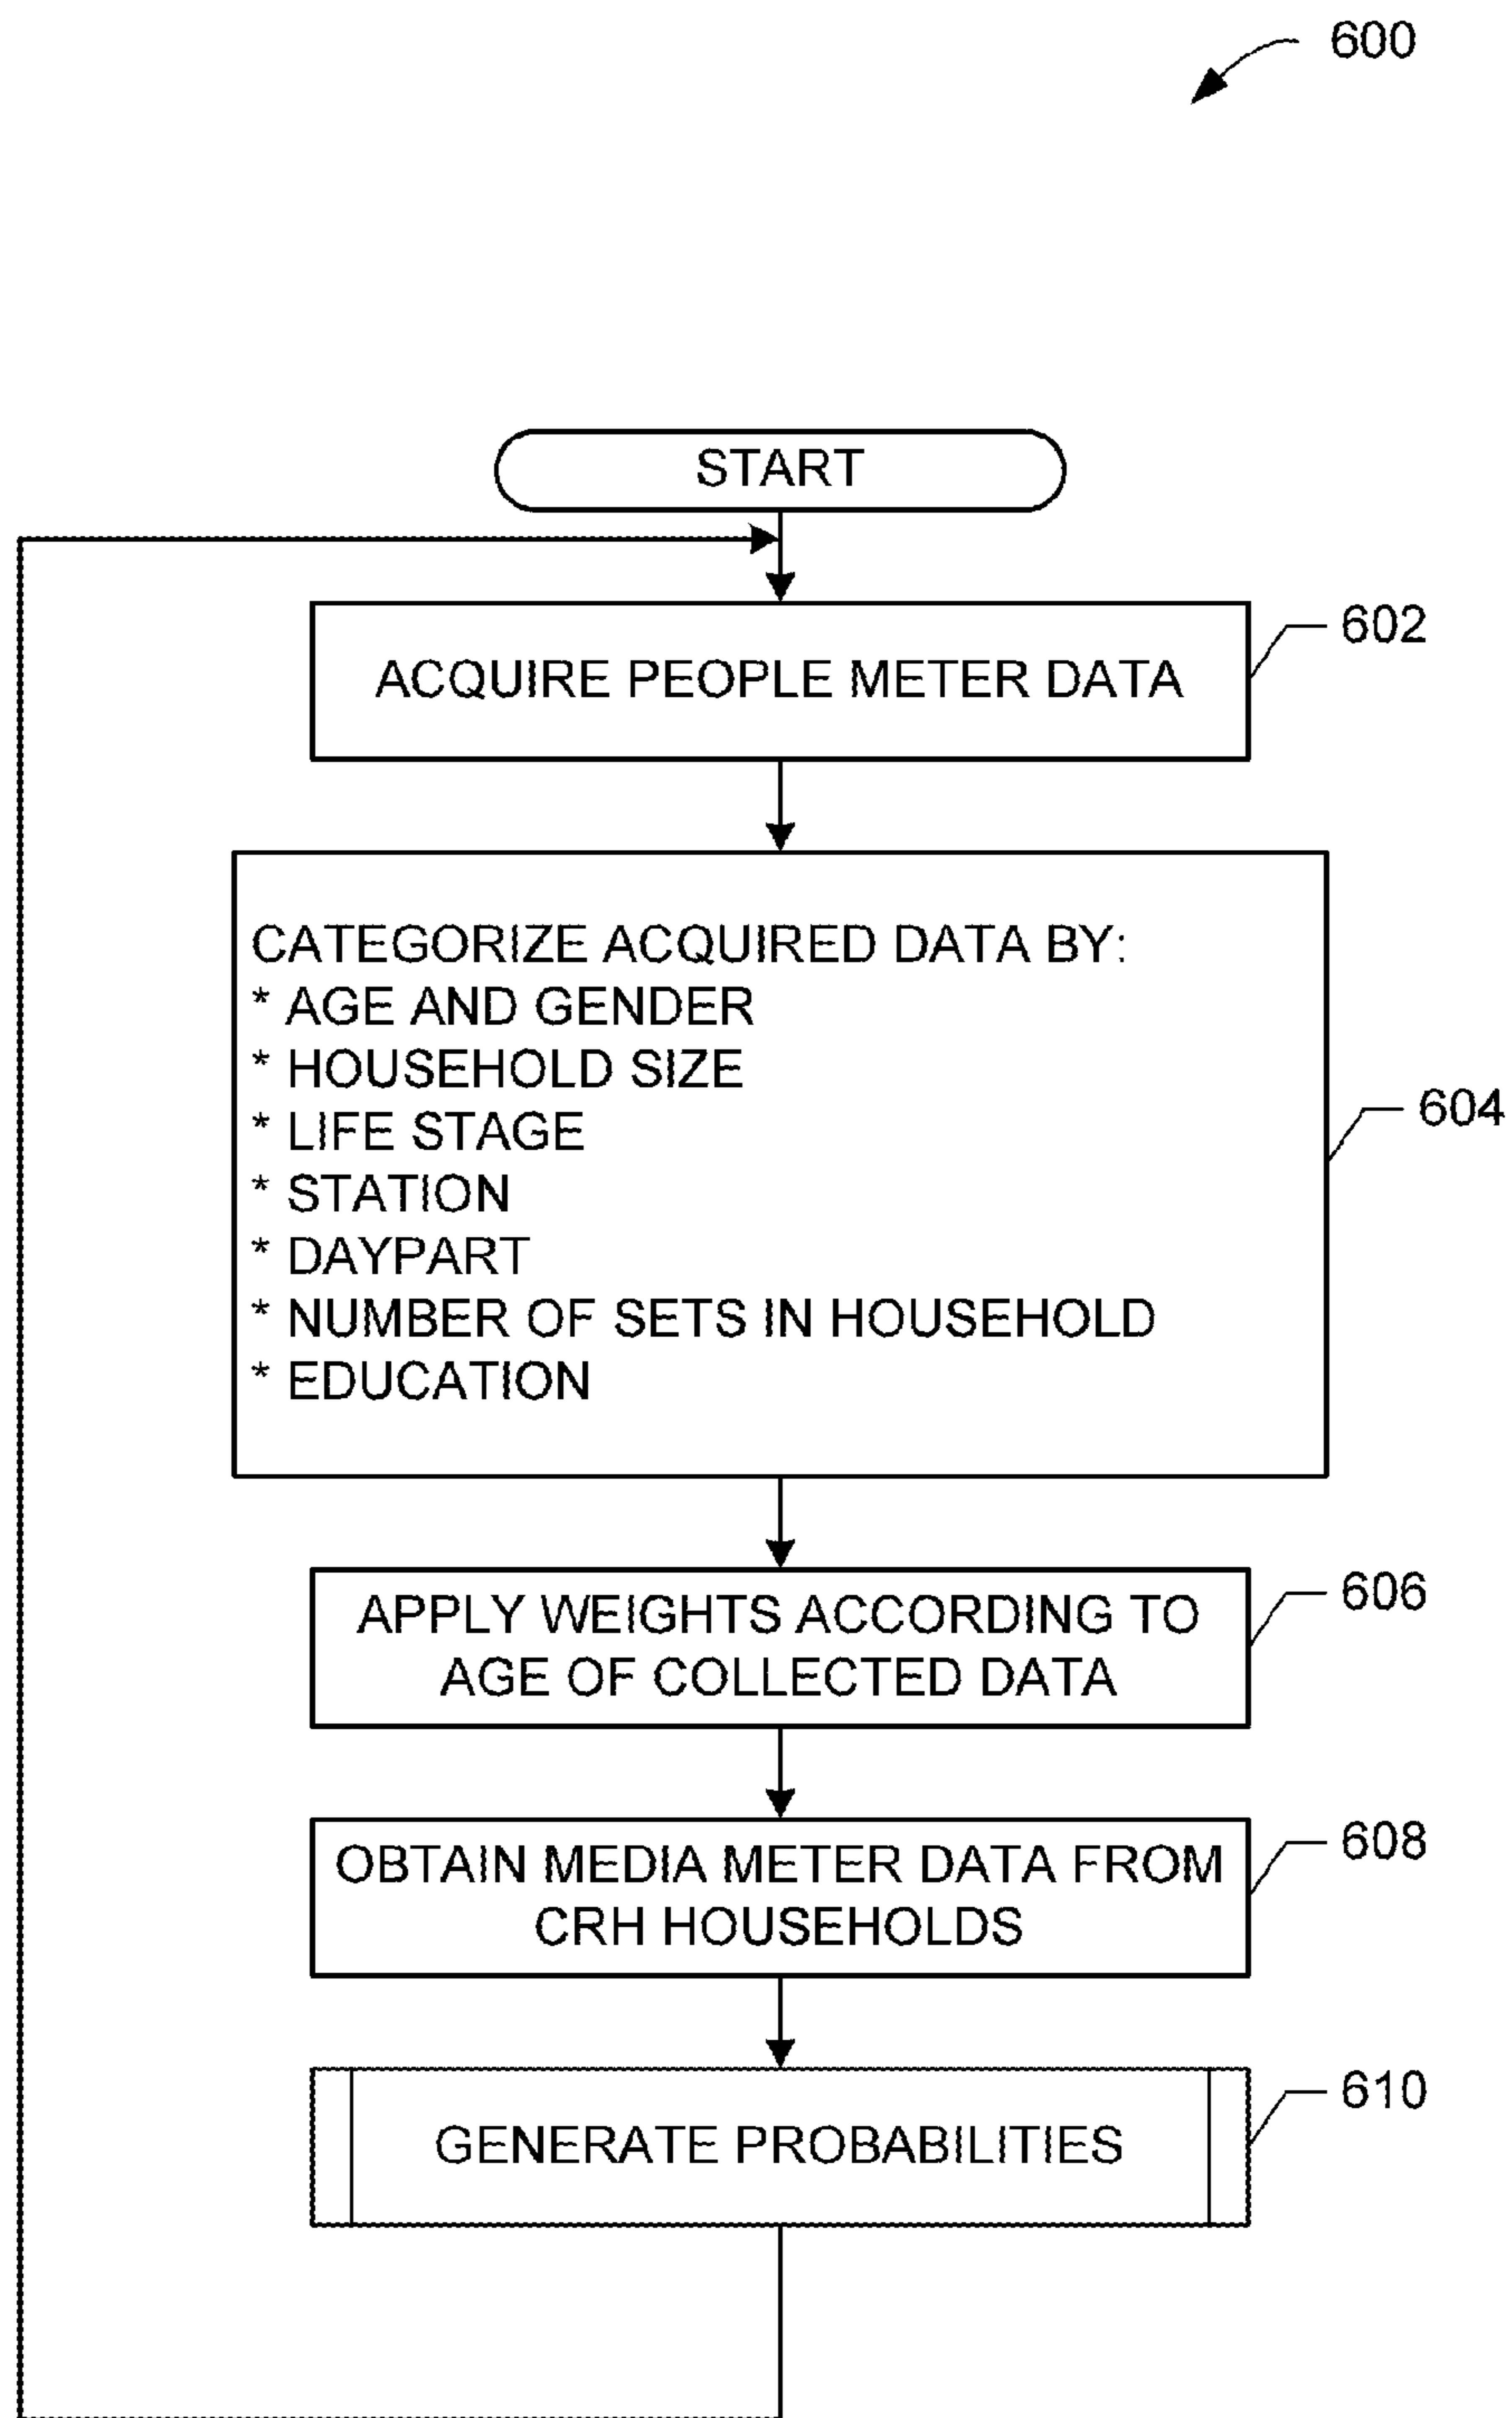 600
START
ACQUIRE PEOPLE METER DATA
602
CATEGORIZE ACQUIRED DATA BY:
* AGE AND GENDER
* HOUSEHOLD SIZE
* LIFE STAGE
* STATION
* DAYPART
* NUMBER OF SETS IN HOUSEHOLD
* EDUCATION
604
APPLY WEIGHTS ACCORDING TO
AGE OF COLLECTED DATA
606
OBTAIN MEDIA METER DATA FROM
CRH HOUSEHOLDS
608
GENERATE PROBABILITIES
610